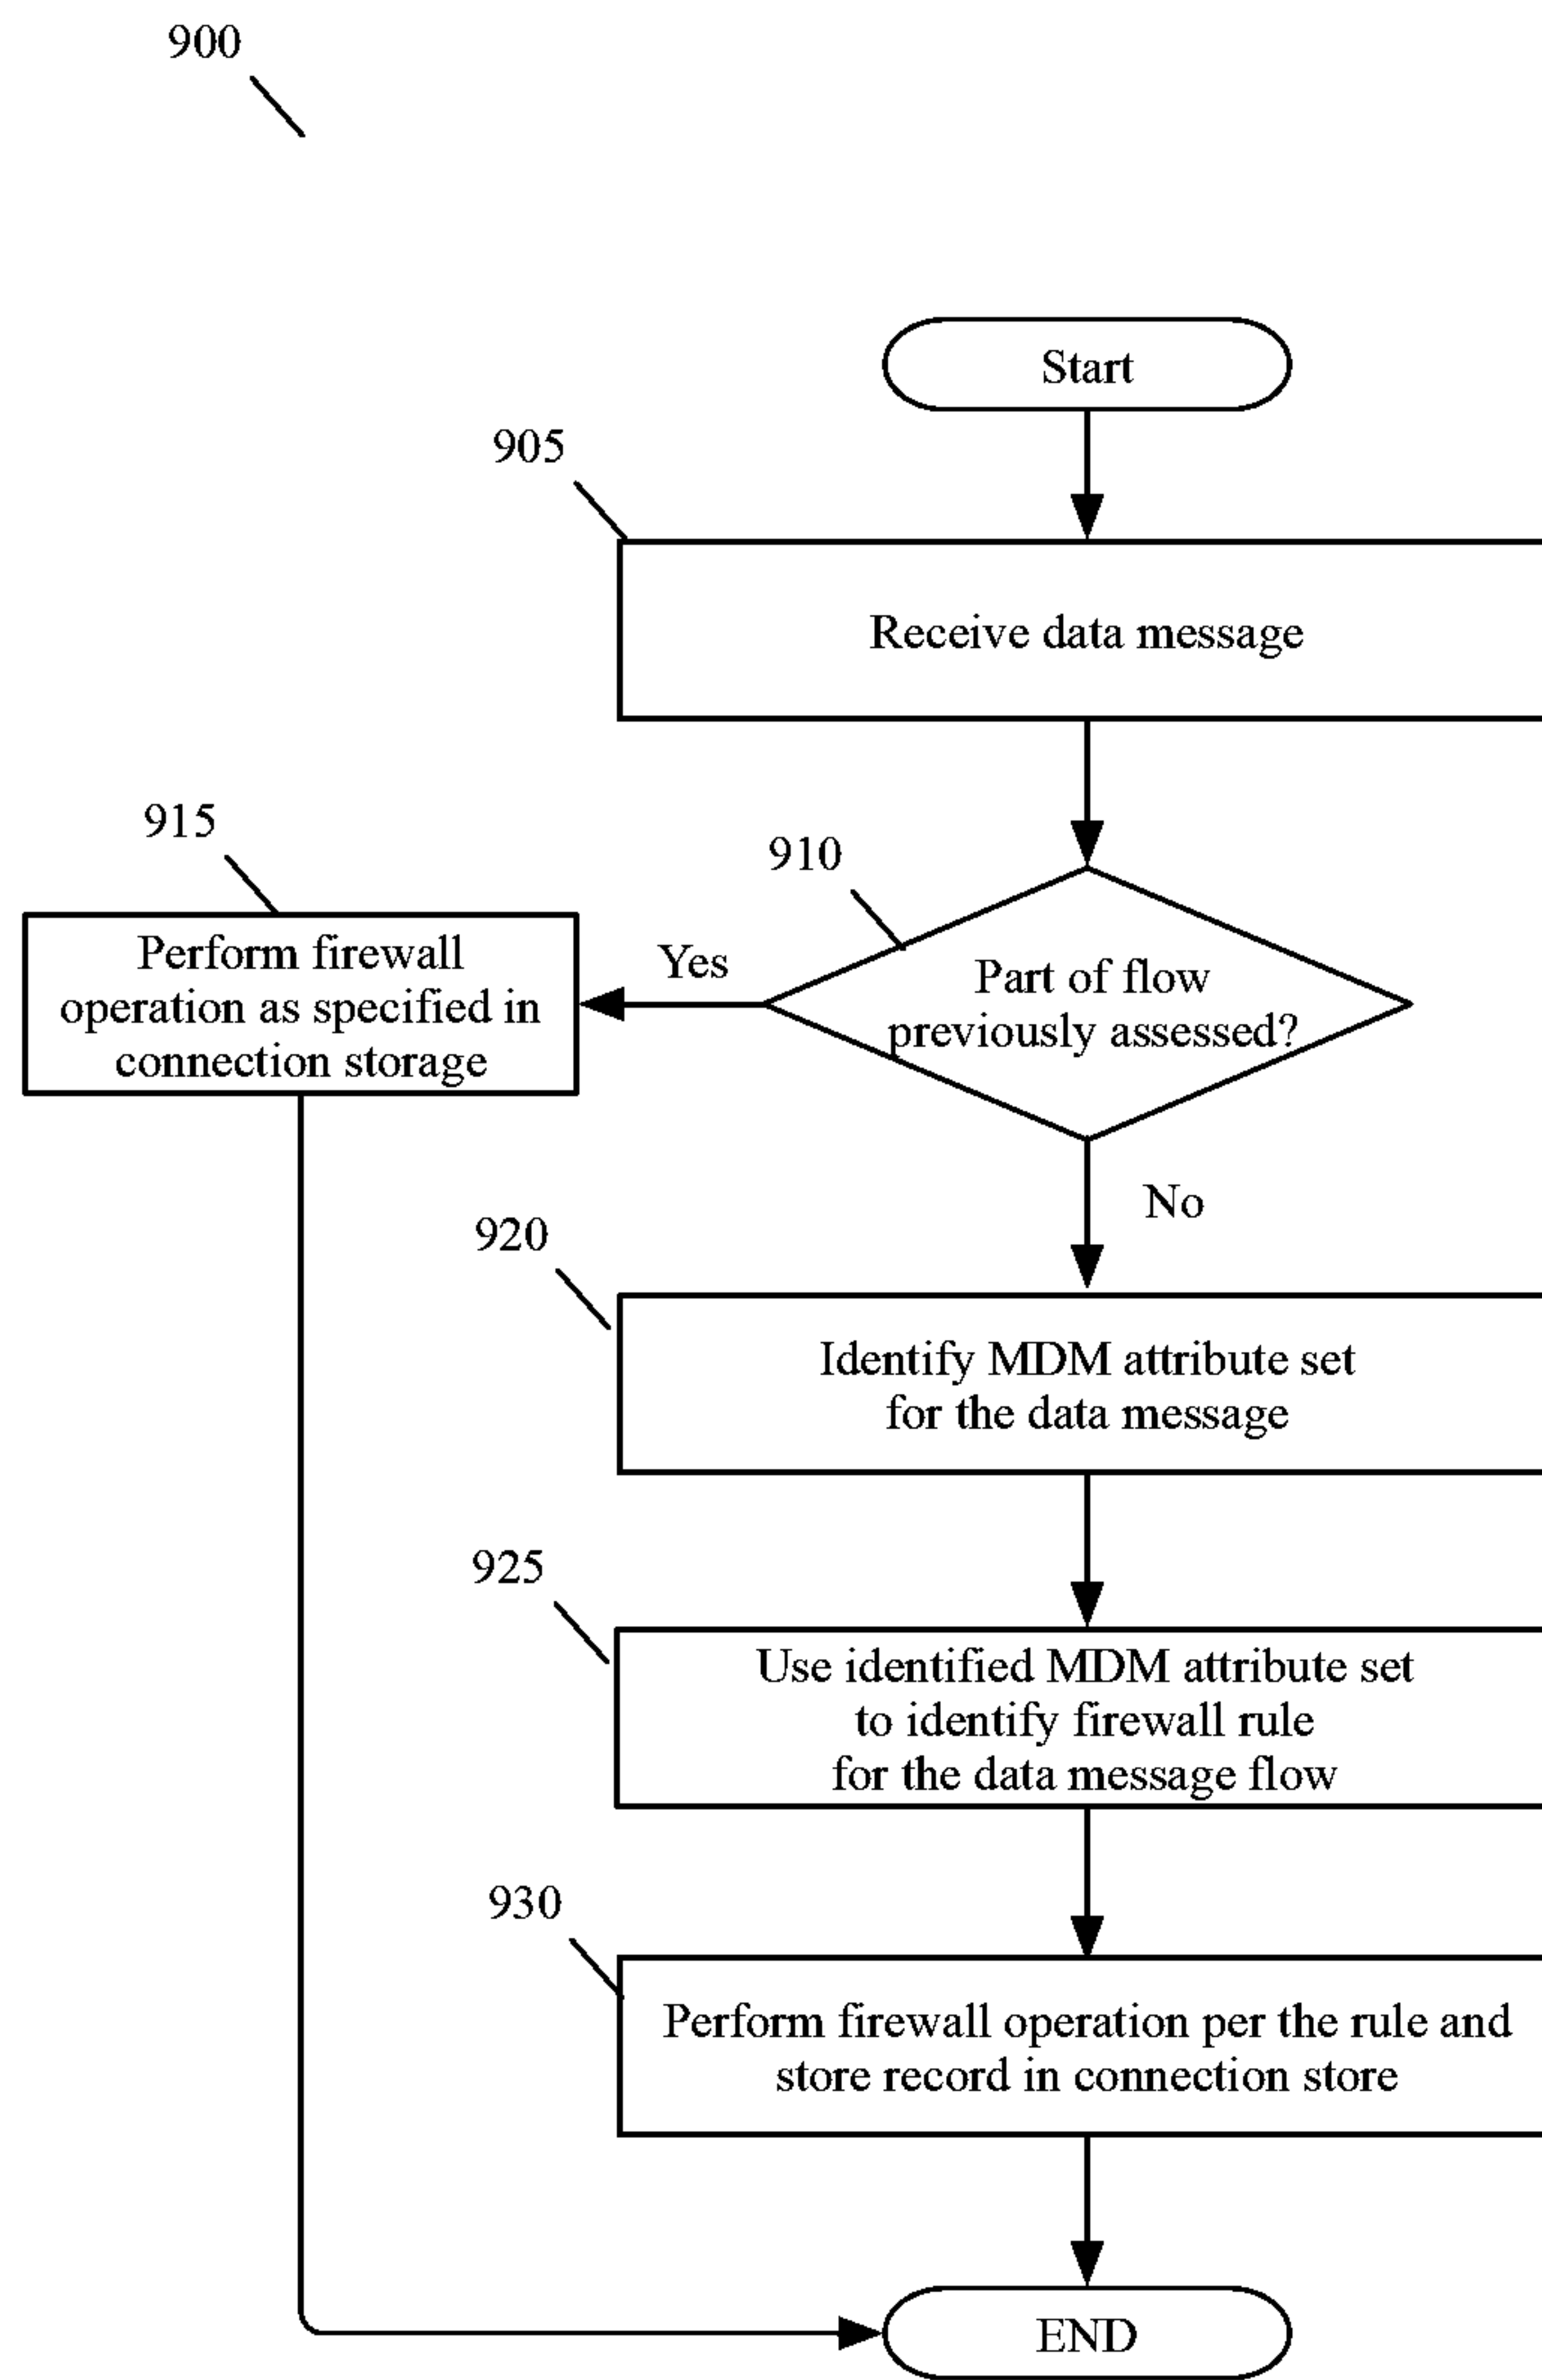 900
Start
905
Receive data message
915
910
Perform firewall
operation as specified in
connection storage
Yes
Part of flow
previously assessed?
No
920
Identify MDM attribute set
for the data message
925
Use identified MDM attribute set
to identify firewall rule
for the data message flow
930
Perform firewall operation per the rule and
store record in connection store
END